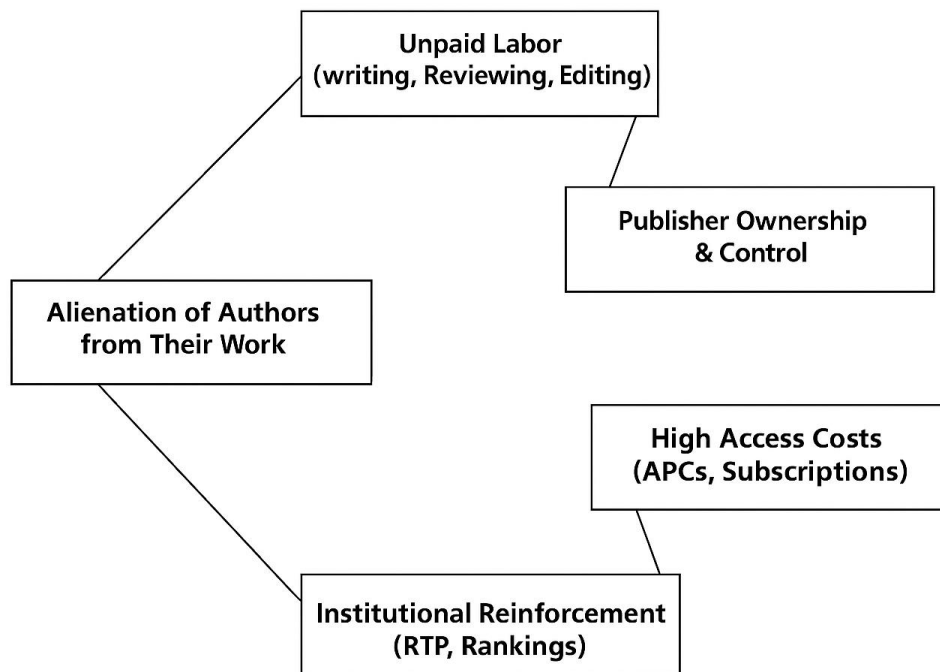 Unpaid Labor
(writing, Reviewing, Editing)
Publisher Ownership
& Control
Alienation of Authors
from Their Work
High Access Costs
(APCs, Subscriptions)
Institutional Reinforcement
(RTP, Rankings)